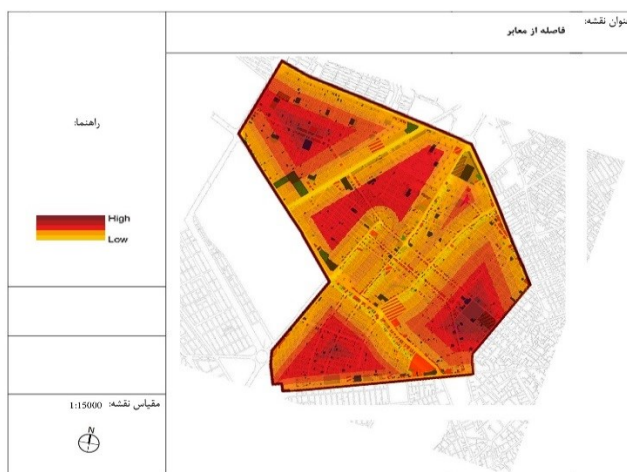 عنوان نقشه:
فاصله از معابر
راهنما:
High
Low
مقیاس نقشه: 1:15000
N